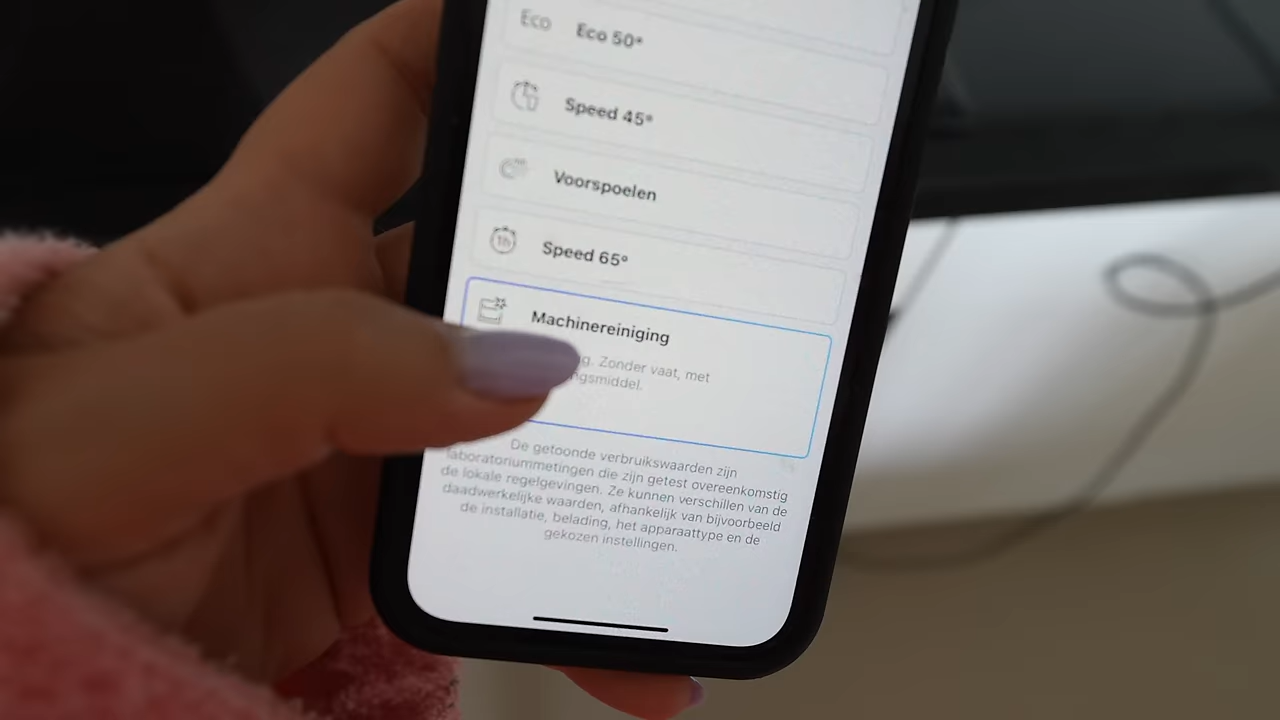 Eco Eco 50°
Speed 45°
Voorspoelen
1h Speed 65°
Machinereiniging
Zonder vaat, met
De getoonde verbruikswaarden zijn
laboratoriummetingen die zijn getest overeenkomstig
de lokale regelgevingen. Ze kunnen verschillen van de
daadwerkelijke waarden, afhankelijk van bijvoorbeeld
de installatie, belading, het apparaattype en de
gekozen instellingen.